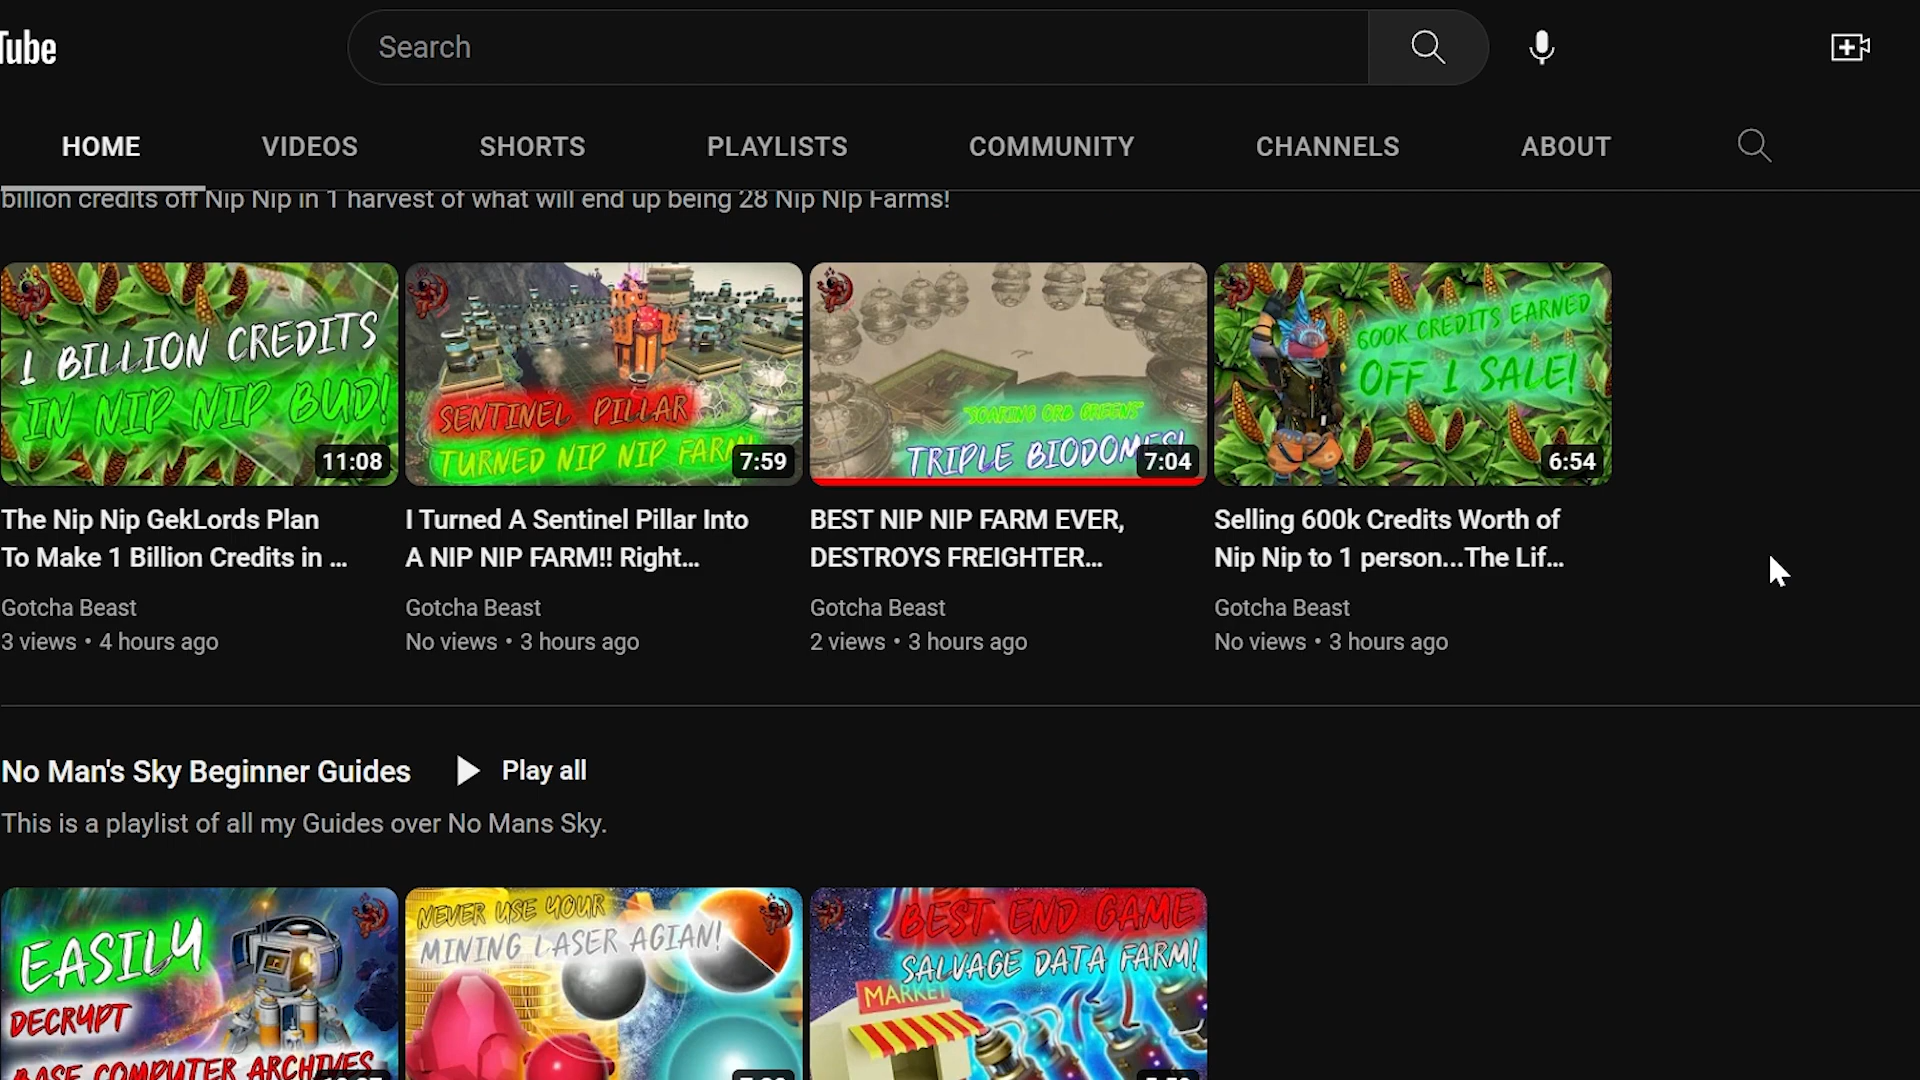 Tube
Search
HOME
VIDEOS
SHORTS
PLAYLISTS
COMMUNITY
CHANNELS
ABOUT
billion credits off Nip Nip in 1 harvest of what will end up being 28 Nip NIp Farms!
1 BILLION CREDITS
IN NIP NIP BUD!
11:08
SENTINEL PILLAR
TURNED NIP NIP FARM
7:59
"SOARING ORB GREENS"
TRIPLE BIODOMES!
7:04
600K CREDITS EARNED
OFF 1 SALE!
6:54
The Nip Nip GekLords Plan
To Make 1 Billion Credits in ...
Gotcha Beast
3 views • 4 hours ago
I Turned A Sentinel Pillar Into
A NIP NIP FARM!! Right...
Gotcha Beast
No views • 3 hours ago
BEST NIP NIP FARM EVER,
DESTROYS FREIGHTER...
Gotcha Beast
2 views • 3 hours ago
Selling 600k Credits Worth of
Nip Nip to 1 person...The Lif...
Gotcha Beast
No views • 3 hours ago
No Man's Sky Beginner Guides
Play all
This is a playlist of all my Guides over No Mans Sky.
EASILY
DECRYPT
BASE COMPUTER ARCHIVES
NEVER USE YOUR
MINING LASER AGIAN!
BEST END GAME
SALVAGE DATA FARM!
MARKET